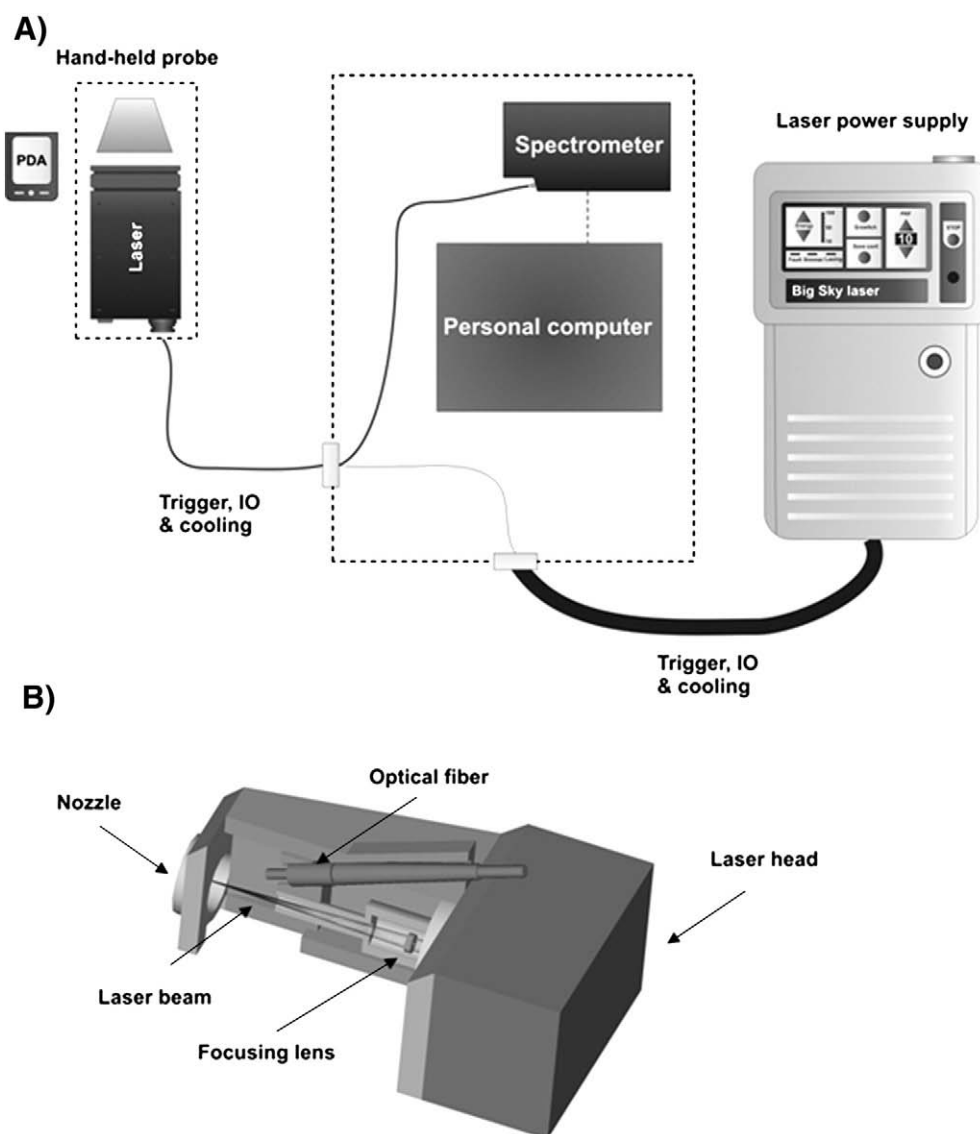 A)
Hand-held probe
PDA
Laser
Spectrometer
Personal computer
Laser power supply
Energy
10
STOP
Big Sky laser
Trigger, IO
& cooling
Trigger, IO
& cooling
B)
Optical fiber
Nozzle
Laser head
Laser beam
Focusing lens